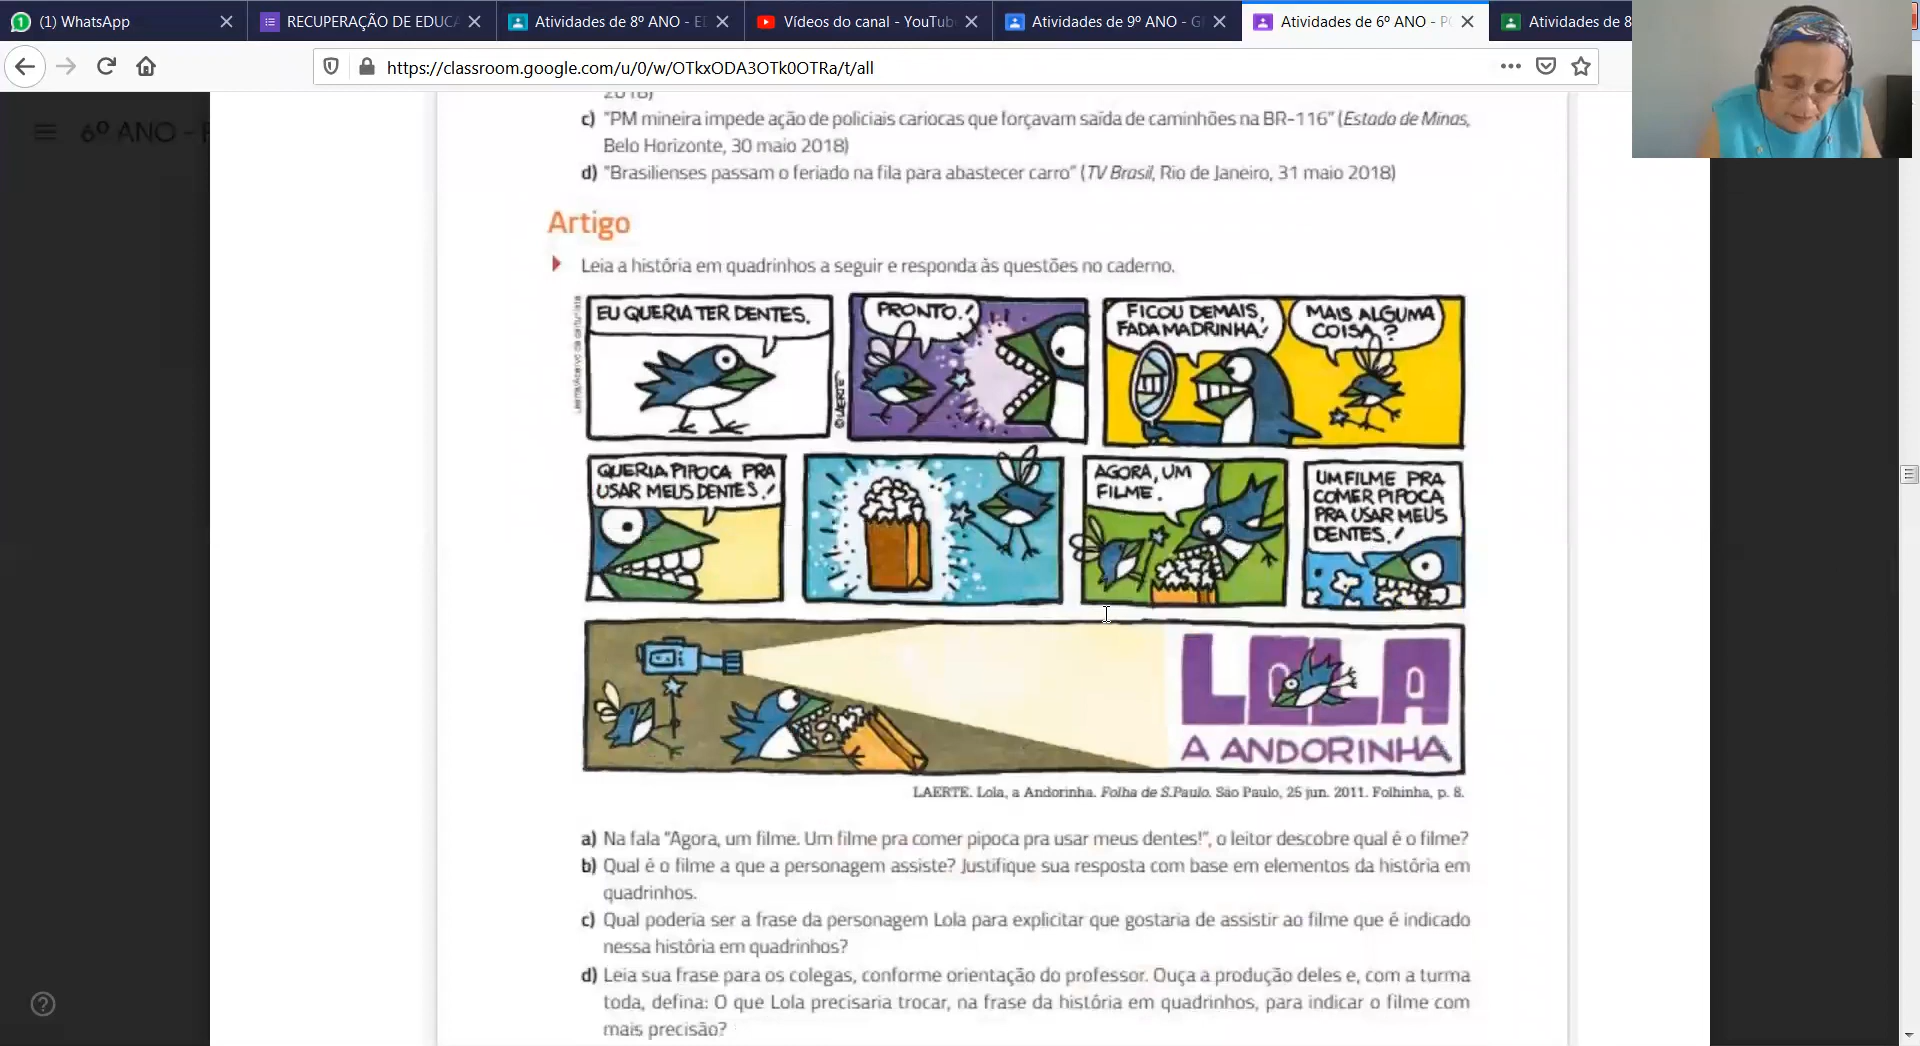 (1) WhatsApp
RECUPERAÇÃO DE EDUCA
Atividades de 8º ANO - E
Vídeos do canal - YouTub
Atividades de 9º ANO - G
Atividades de 6º ANO - P
Atividades de 8
https://classroom.google.com/u/0/w/OTkxODA3OTk0OTRa/t/all
6º ANO - P
2018)
c) "PM mineira impede ação de policiais cariocas que forçavam saída de caminhões na BR-116" (Estado de Minas,
Belo Horizonte, 30 maio 2018)
d) "Brasilienses passam o feriado na fila para abastecer carro" (TV Brasil, Rio de Janeiro, 31 maio 2018)
Artigo
Leia a história em quadrinhos a seguir e responda às questões no caderno.
EU QUERIA TER DENTES.
© LAERTE
PRONTO!
FICOU DEMAIS,
FADA MADRINHA!
MAIS ALGUMA
COISA?
QUERIA PIPOCA PRA
USAR MEUS DENTES!
AGORA, UM
FILME.
UM FILME PRA
COMER PIPOCA
PRA USAR MEUS
DENTES!
LOLA
A ANDORINHA
LAERTE. Lola, a Andorinha. Folha de S.Paulo. São Paulo, 25 jun. 2011. Folhinha, p. 8.
a) Na fala "Agora, um filme. Um filme pra comer pipoca pra usar meus dentes!", o leitor descobre qual é o filme?
b) Qual é o filme a que a personagem assiste? Justifique sua resposta com base em elementos da história em
quadrinhos.
c) Qual poderia ser a frase da personagem Lola para explicitar que gostaria de assistir ao filme que é indicado
nessa história em quadrinhos?
d) Leia sua frase para os colegas, conforme orientação do professor. Ouça a produção deles e, com a turma
toda, defina: O que Lola precisaria trocar, na frase da história em quadrinhos, para indicar o filme com
mais precisão?